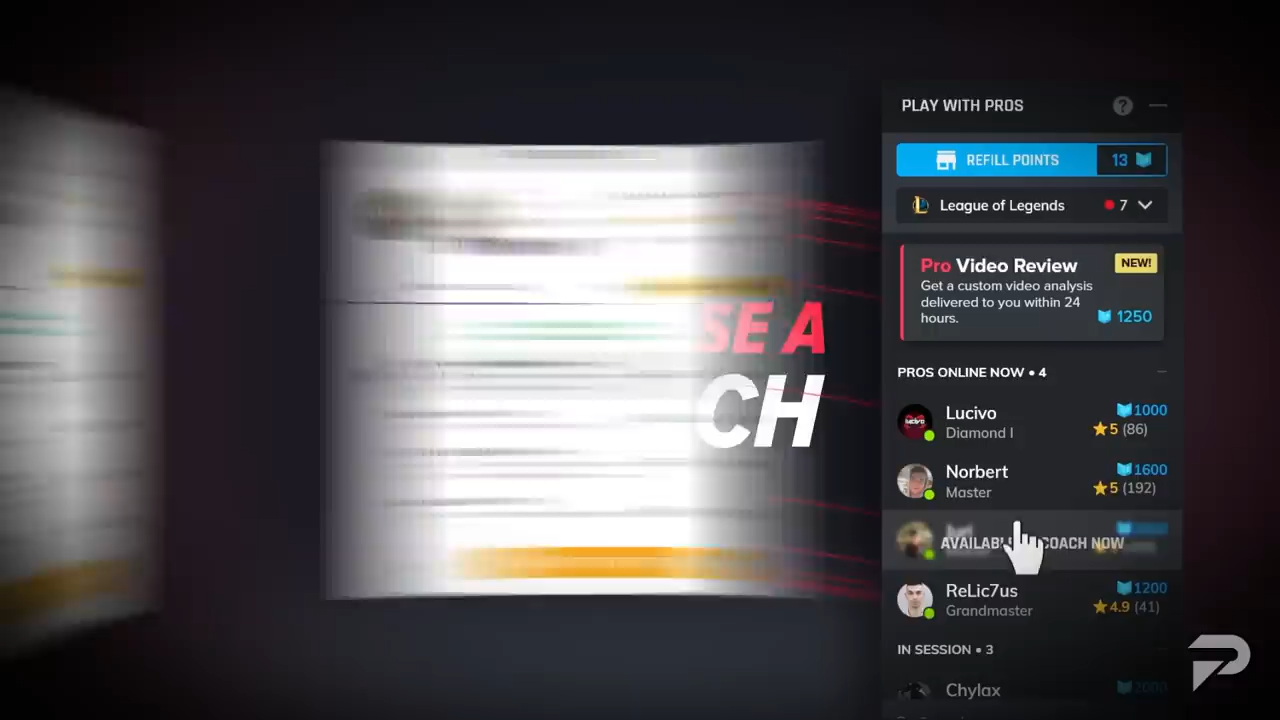 PLAY WITH PROS
?
REFILL POINTS
13
League of Legends
7
Pro Video Review
NEW!
Get a custom video analysis
delivered to you within 24
hours.
1250
SE A
CH
PROS ONLINE NOW • 4
Lucivo
1000
Diamond I
5 (86)
Norbert
1600
Master
5 (192)
COACH NOW
ReLic7us
1200
Grandmaster
4.9 (41)
IN SESSION • 3
Chylax
2000